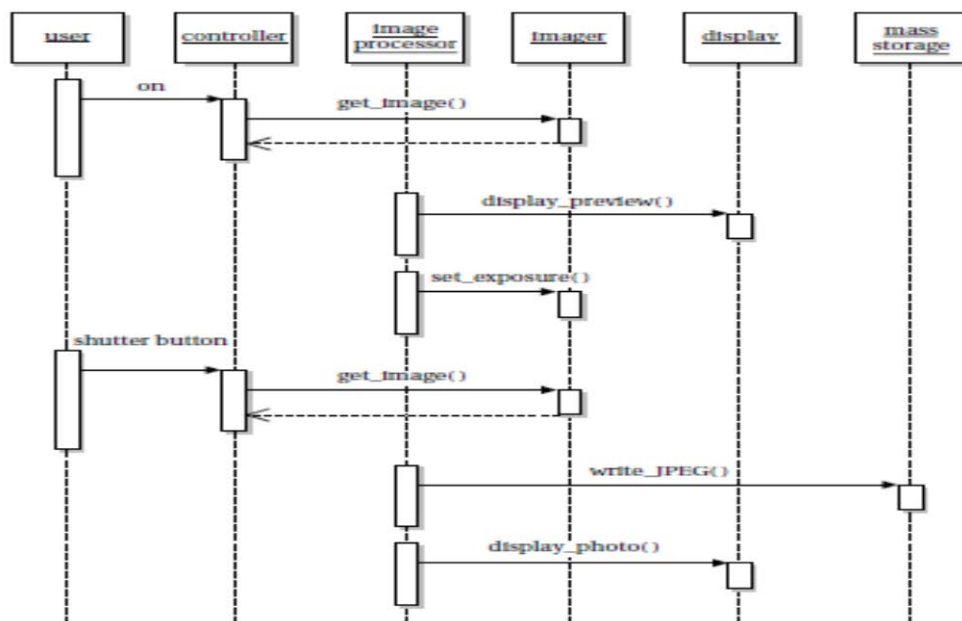 user
controller
image
processor
imager
display
mass
storage
on
get_image()
display_preview()
set_exposure()
shutter button
get_image()
write_JPEG()
display_photo()